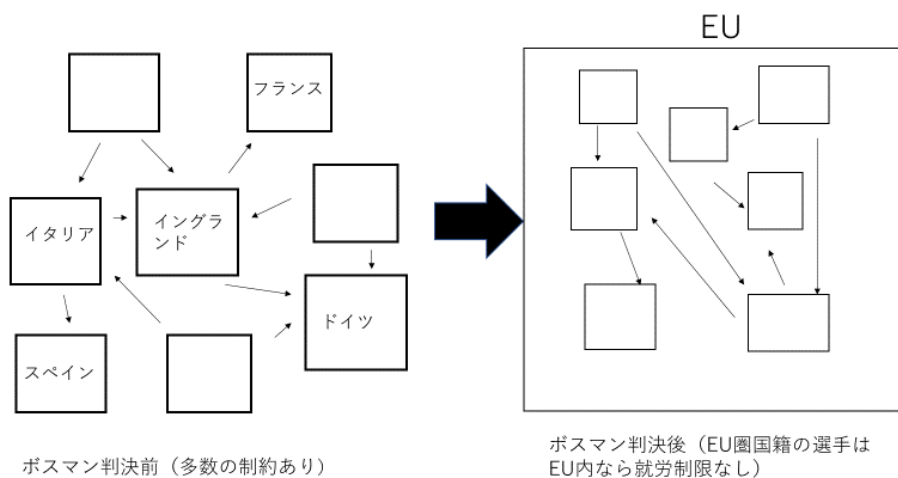 EU
フランス
イタリア
イングラ
ンド
ドイツ
スペイン
ボスマン判決前（多数の制約あり）
ボスマン判決後（EU圏国籍の選手は
EU内なら就労制限なし）